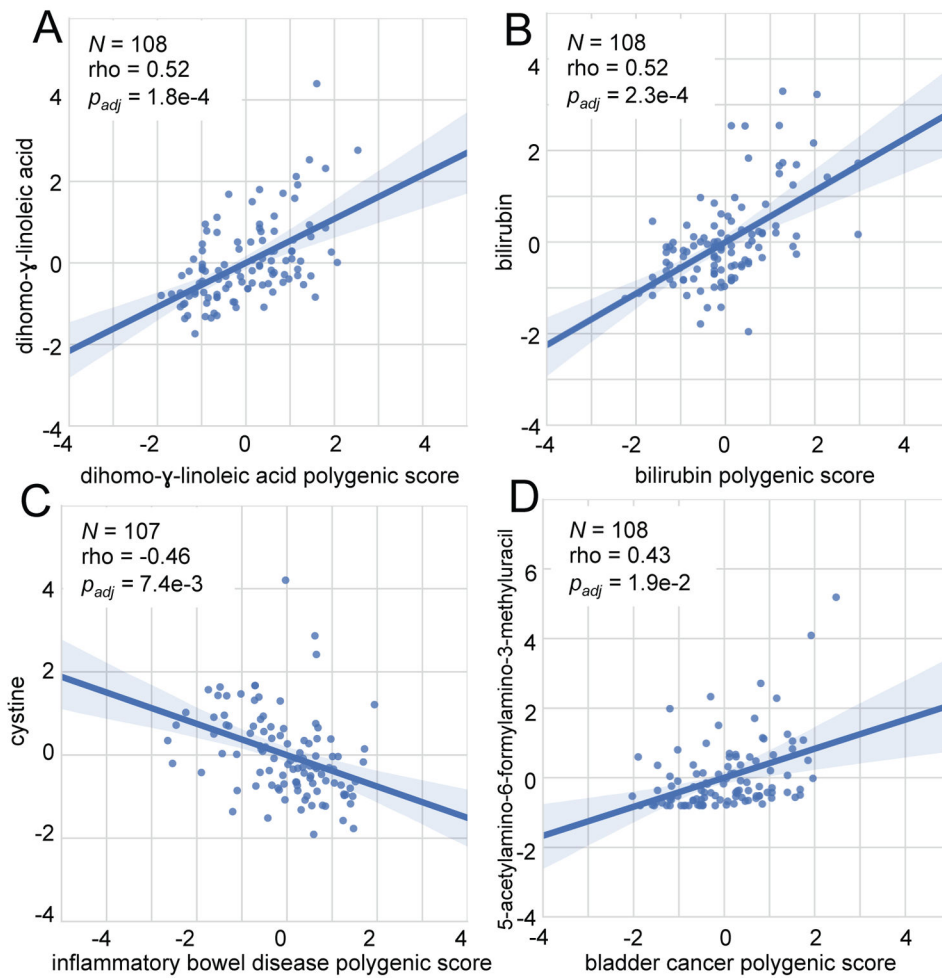 A
N = 108
rho = 0.52
p_adj = 1.8e-4
dihomo-ɣ-linoleic acid
4
2
0
-2
-4
-4
-2
0
2
4
dihomo-ɣ-linoleic acid polygenic score
B
N = 108
rho = 0.52
p_adj = 2.3e-4
bilirubin
4
2
0
-2
-4
-4
-2
0
2
4
bilirubin polygenic score
C
N = 107
rho = -0.46
p_adj = 7.4e-3
cystine
4
2
0
-2
-4
-4
-2
0
2
4
inflammatory bowel disease polygenic score
D
N = 108
rho = 0.43
p_adj = 1.9e-2
5-acetylamino-6-formylamino-3-methyluracil
6
4
2
0
-2
-4
-4
-2
0
2
4
bladder cancer polygenic score